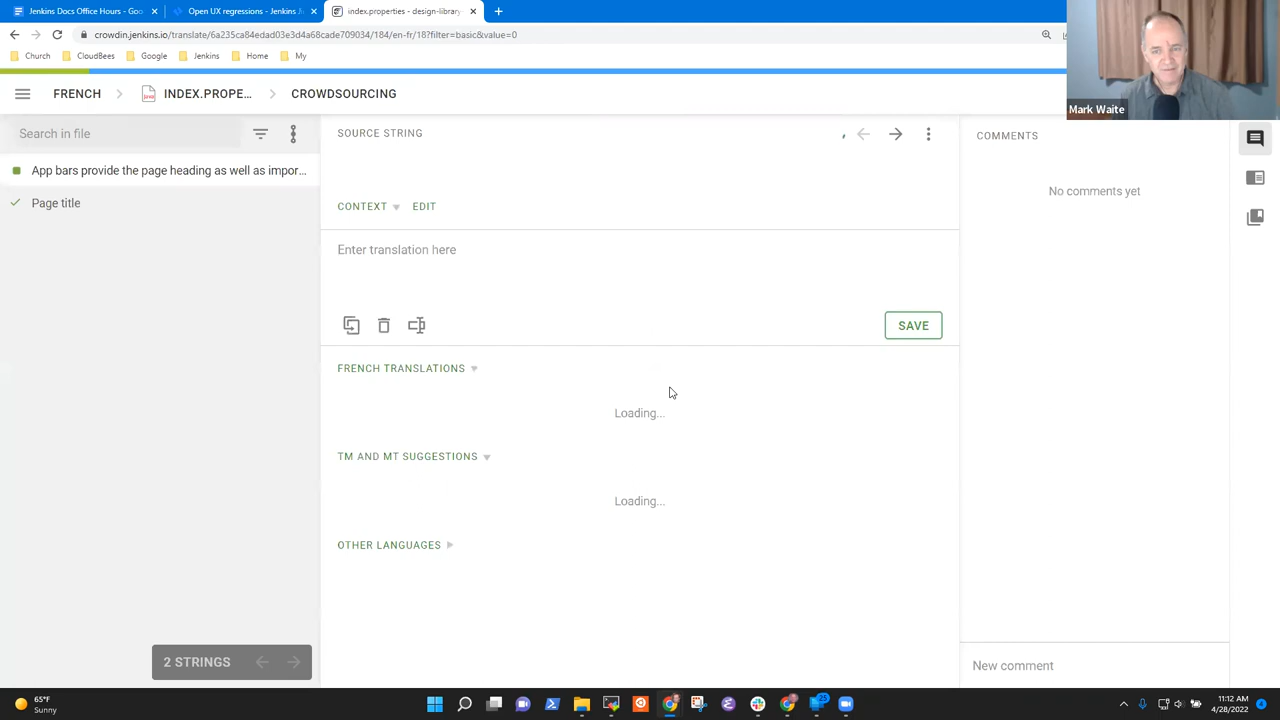 Jenkins Docs Office Hours - Goo
Open UX regressions - Jenkins Ji
index.properties - design-library
crowdin.jenkins.io/translate/6a235ca84edad03e3d4a68cade709034/184/en-fr/18?filter=basic&value=0
Church
CloudBees
Google
Jenkins
Home
My
Mark Waite
FRENCH
INDEX.PROPE...
CROWDSOURCING
Search in file
App bars provide the page heading as well as impor...
Page title
2 STRINGS
SOURCE STRING
CONTEXT
EDIT
Enter translation here
SAVE
FRENCH TRANSLATIONS
Loading...
TM AND MT SUGGESTIONS
Loading...
OTHER LANGUAGES
COMMENTS
No comments yet
New comment
65°F
Sunny
25
11:12 AM
4/28/2022